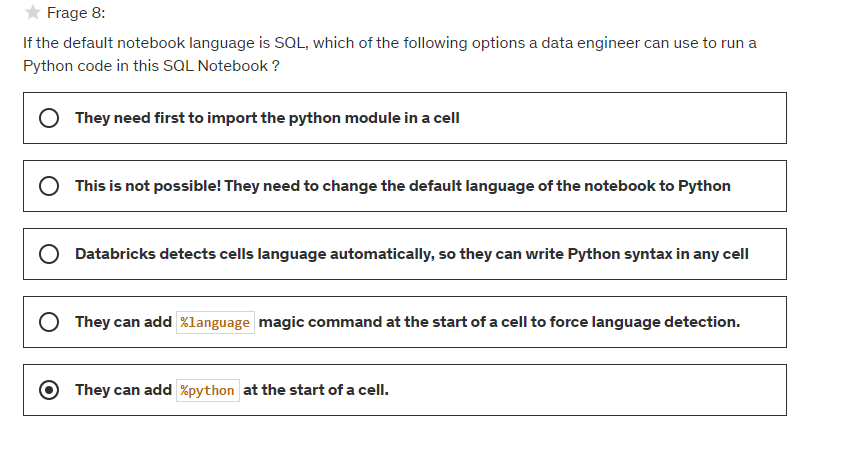 Frage 8:
If the default notebook language is SQL, which of the following options a data engineer can use to run a
Python code in this SQL Notebook ?
They need first to import the python module in a cell
This is not possible! They need to change the default language of the notebook to Python
Databricks detects cells language automatically, so they can write Python syntax in any cell
They can add %language magic command at the start of a cell to force language detection.
They can add %python at the start of a cell.